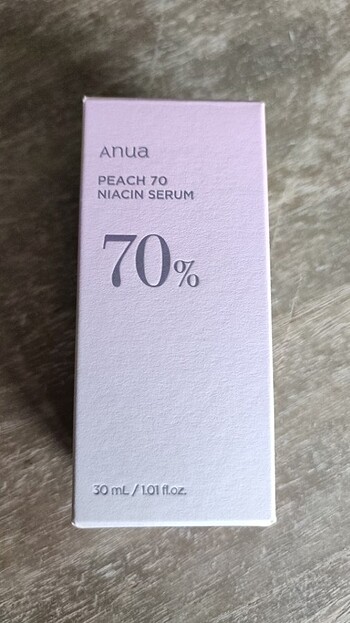 Anua
PEACH 70
NIACIN SERUM
70%
30 mL / 1.01 fl.oz.